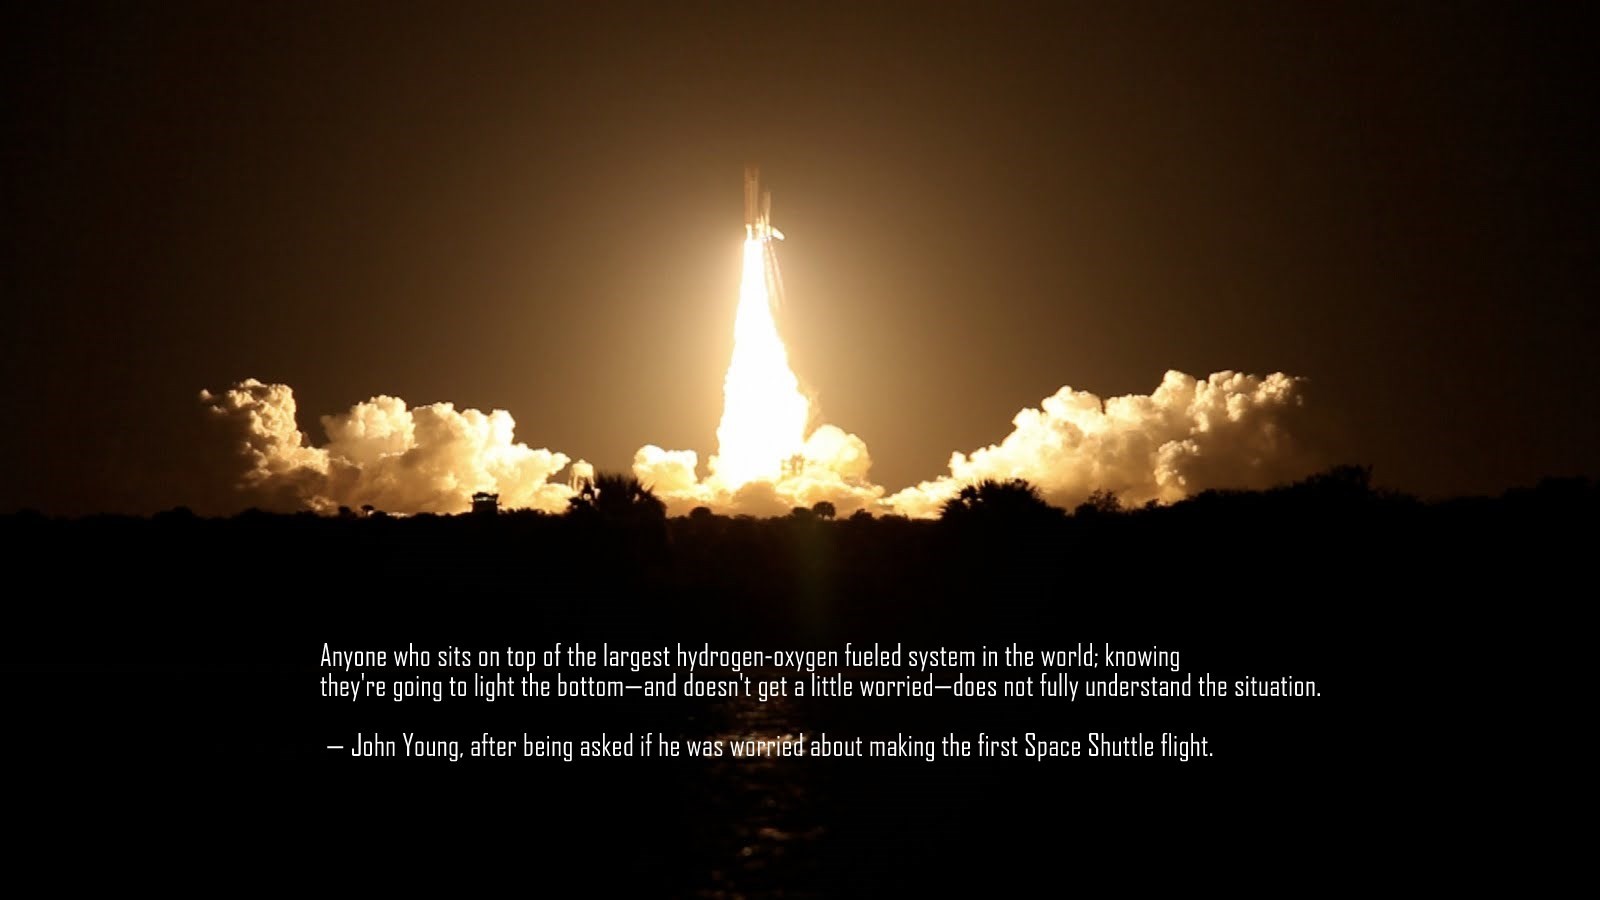 Anyone who sits on top of the largest hydrogen-oxygen fueled system in the world; knowing
they're going to light the bottom—and doesn't get a little worried—does not fully understand the situation.
— John Young, after being asked if he was worried about making the first Space Shuttle flight.